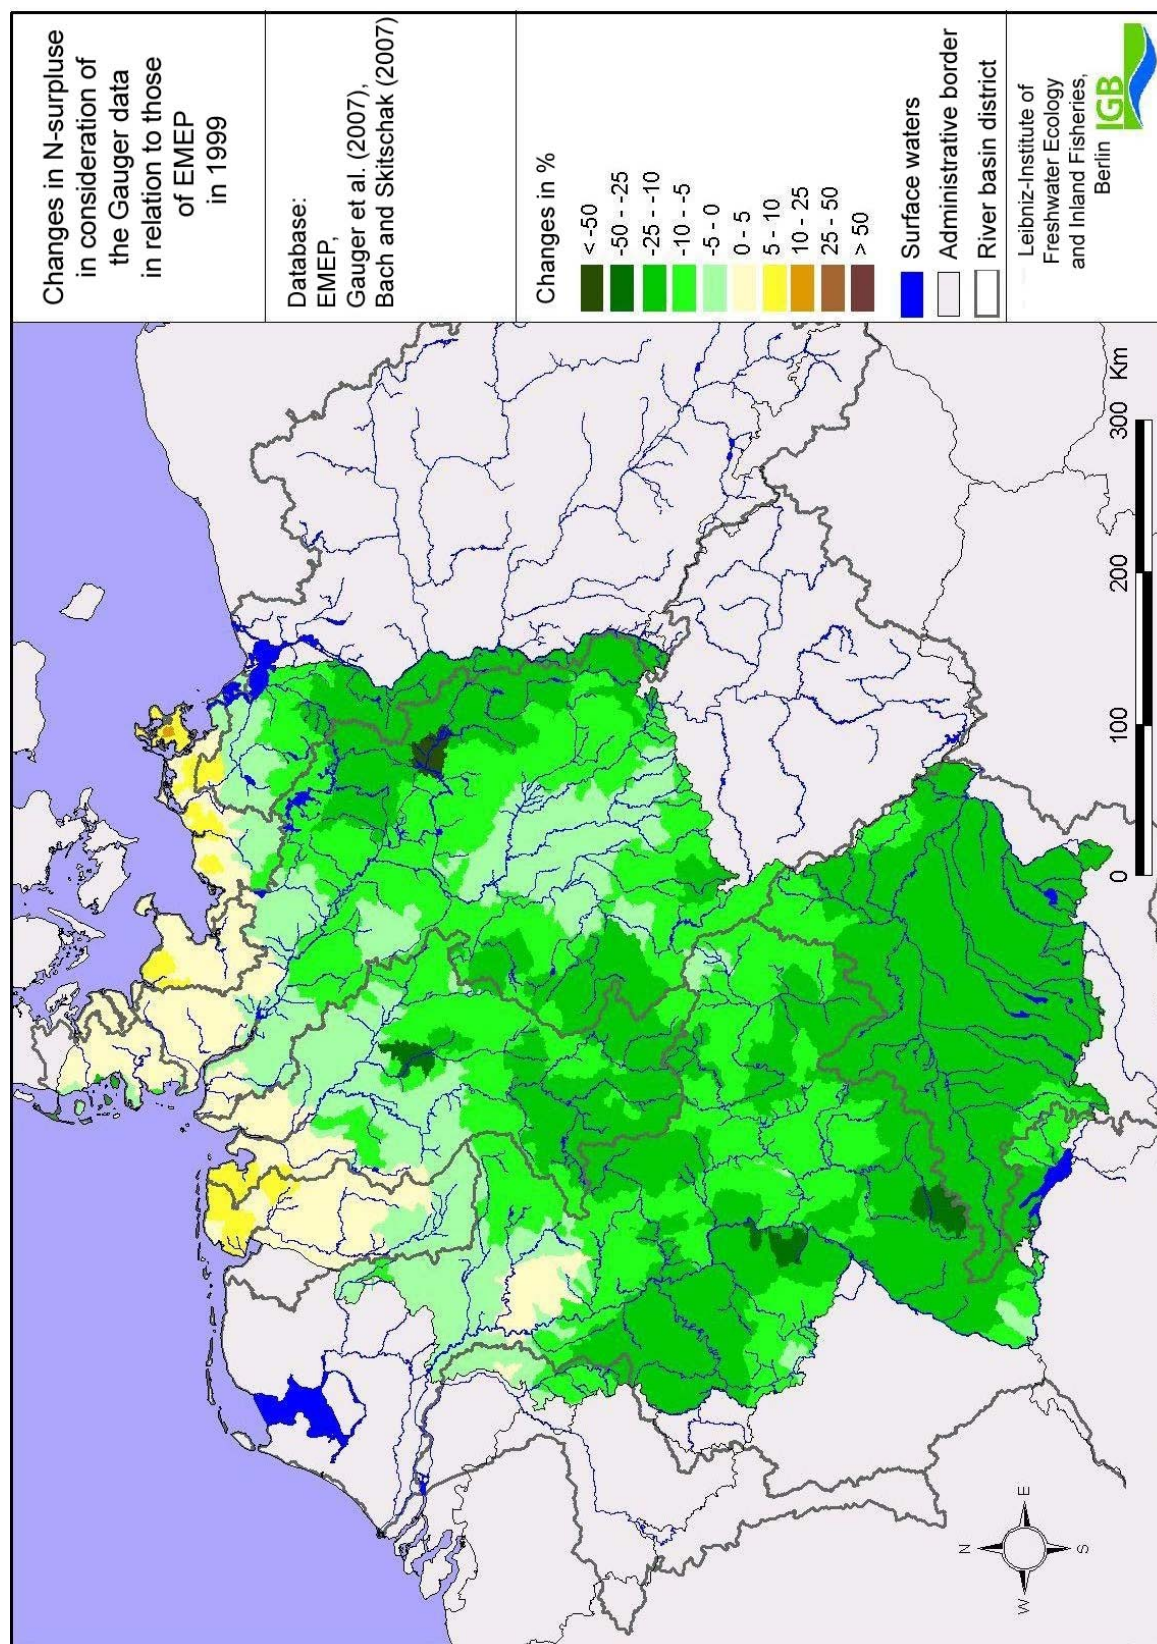 Changes in N-surpluse
in consideration of
the Gauger data
in relation to those
of EMEP
in 1999
Database:
EMEP,
Gauger et al. (2007),
Bach and Skitschak (2007)
Changes in %
< -50
-50 - -25
-25 - -10
-10 - -5
-5 - 0
0 - 5
5 - 10
10 - 25
25 - 50
> 50
Surface waters
Administrative border
River basin district
Leibniz-Institute of
Freshwater Ecology
and Inland Fisheries,
Berlin
IGB
0 100 200 300 Km
N
W E
S